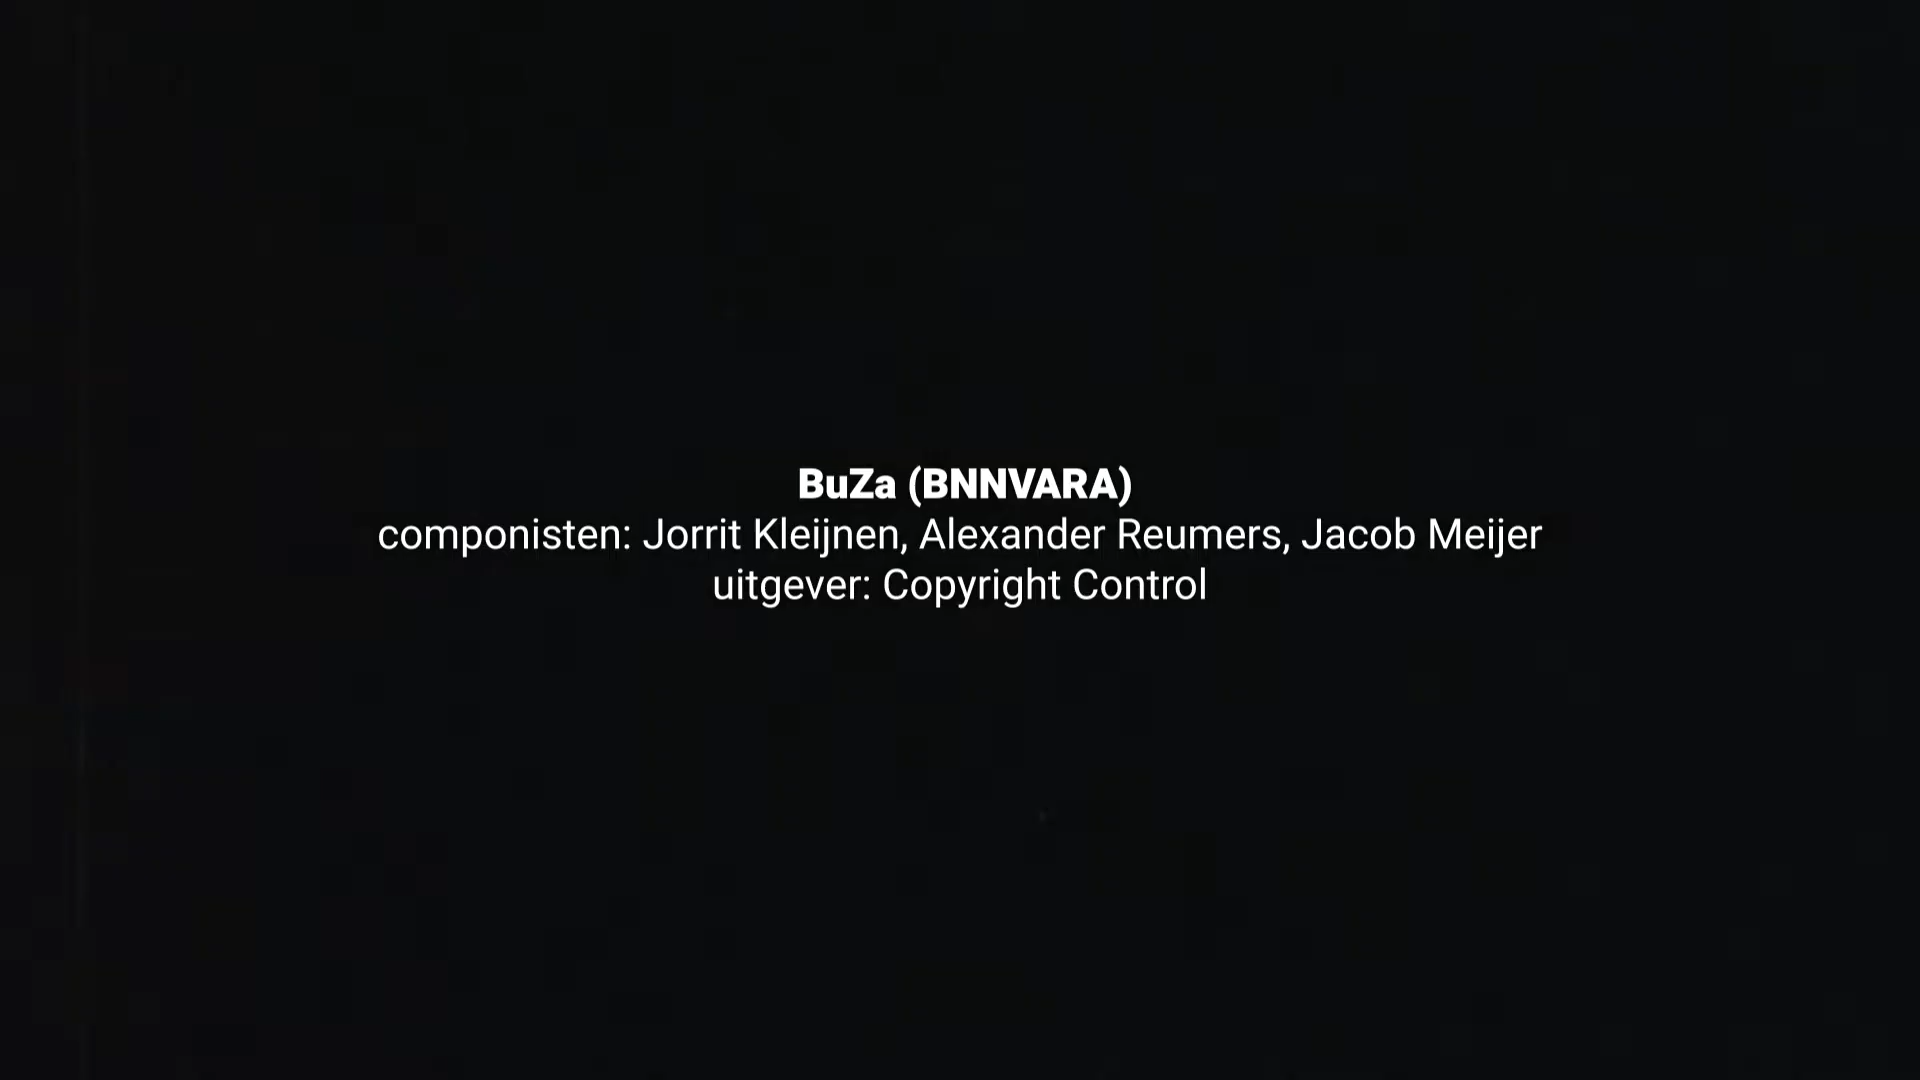 BuZa (BNNVARA)
componisten: Jorrit Kleijnen, Alexander Reumers, Jacob Meijer
uitgever: Copyright Control